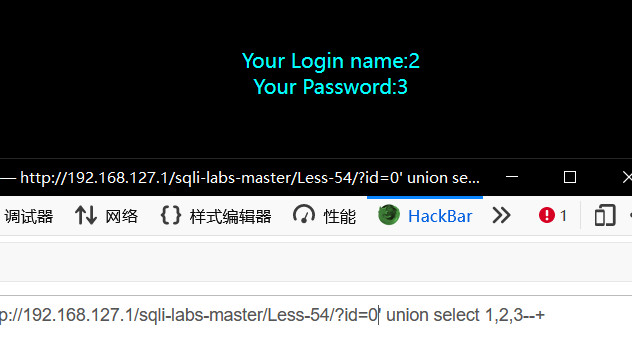 Your Login name:2
Your Password:3
— http://192.168.127.1/sqli-labs-master/Less-54/?id=0' union se...
调试器 网络 {} 样式编辑器 性能 HackBar 1
p://192.168.127.1/sqli-labs-master/Less-54/?id=0' union select 1,2,3--+